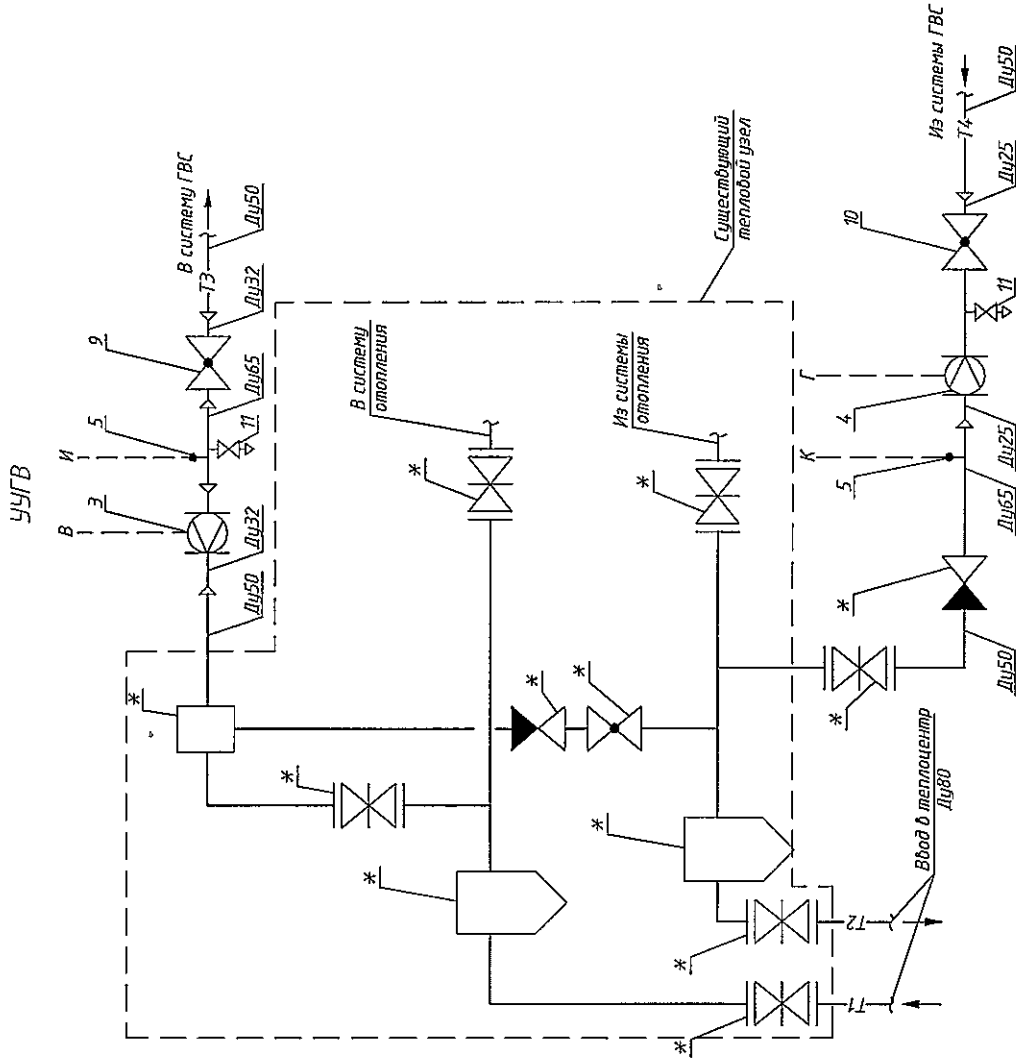 УУГВ
В
3
И
5
9
В систему ГВС
Т3
Ду50
Ду50
Ду32
11
Ду65
Ду32
*
*
*
В систему
отопления
*
*
*
Существующий
тепловой узел
*
Из системы
отопления
*
*
*
Т1
Т2
Ввод в теплоцентр
Ду80
*
*
Ду50
К
5
Ду65
Г
4
Ду25
11
10
Ду25
Из системы ГВС
Т4
Ду50